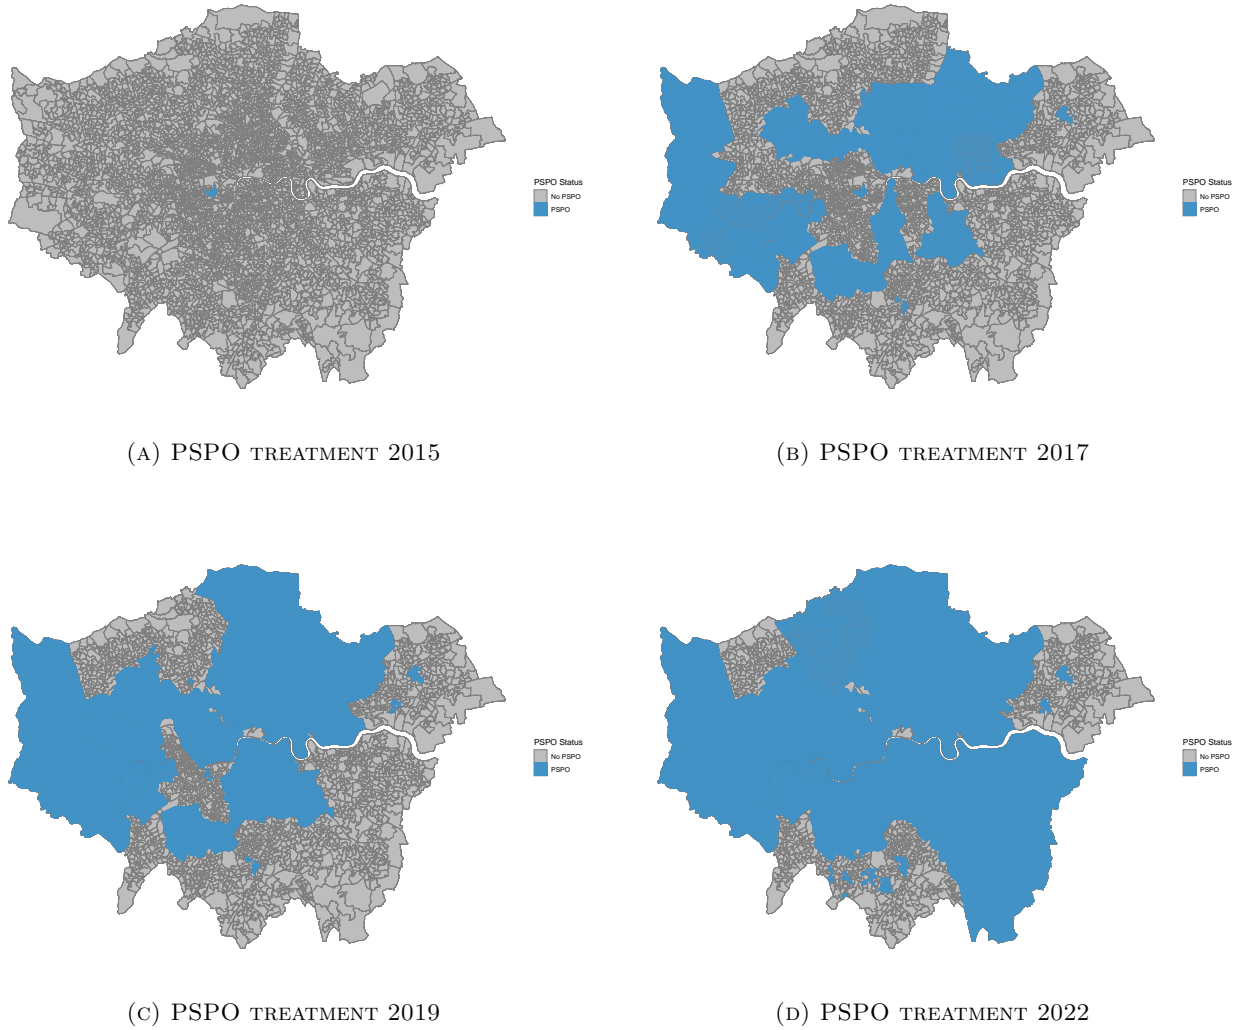 PSPO Status
No PSPO
PSPO
PSPO Status
No PSPO
PSPO
(A) PSPO TREATMENT 2015
(B) PSPO TREATMENT 2017
PSPO Status
No PSPO
PSPO
PSPO Status
No PSPO
PSPO
(C) PSPO TREATMENT 2019
(D) PSPO TREATMENT 2022